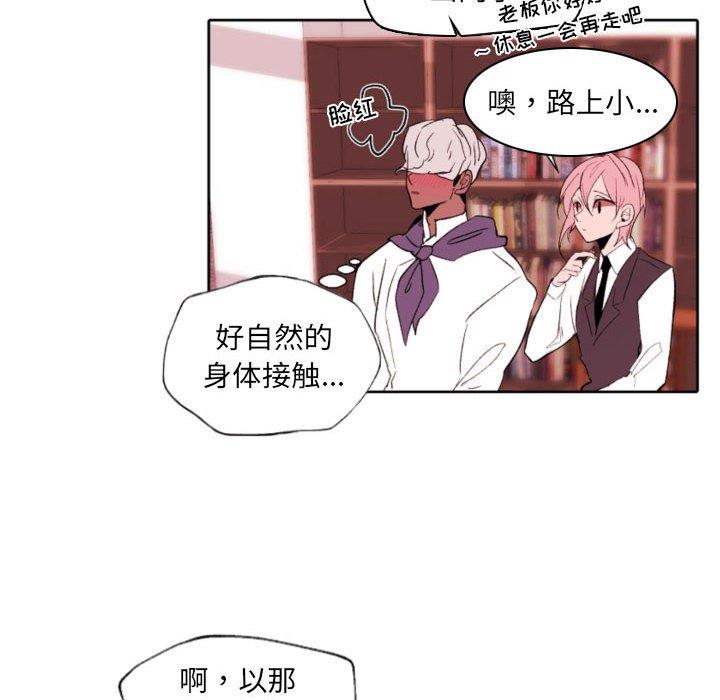 老板你好好
~休息一会再走吧
噢，路上小...
脸红
好自然的
身体接触...
啊，以那